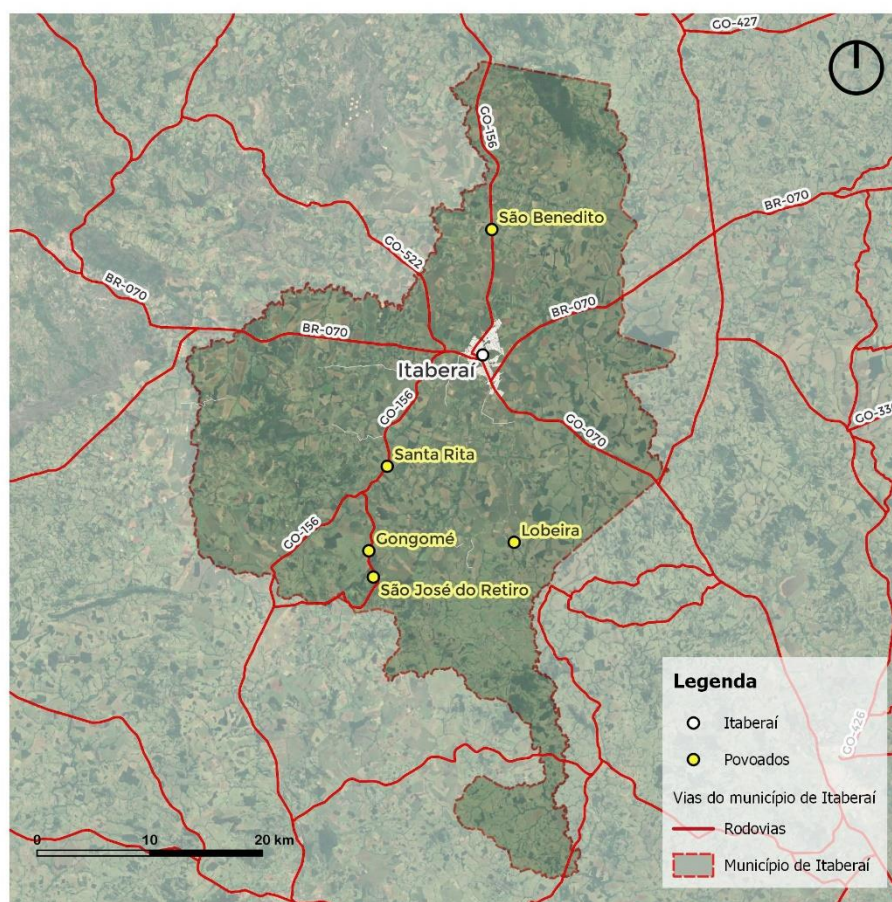 GO-427
GO-156
BR-070
São Benedito
GO-522
BR-070
BR-070
BR-070
Itaberaí
GO-156
GO-070
Santa Rita
Lobeira
GO-156
Gongomé
São José do Retiro
Legenda
Itaberaí
Povoados
Vias do município de Itaberaí
Rodovias
Município de Itaberaí
GO-426
0 10 20 km